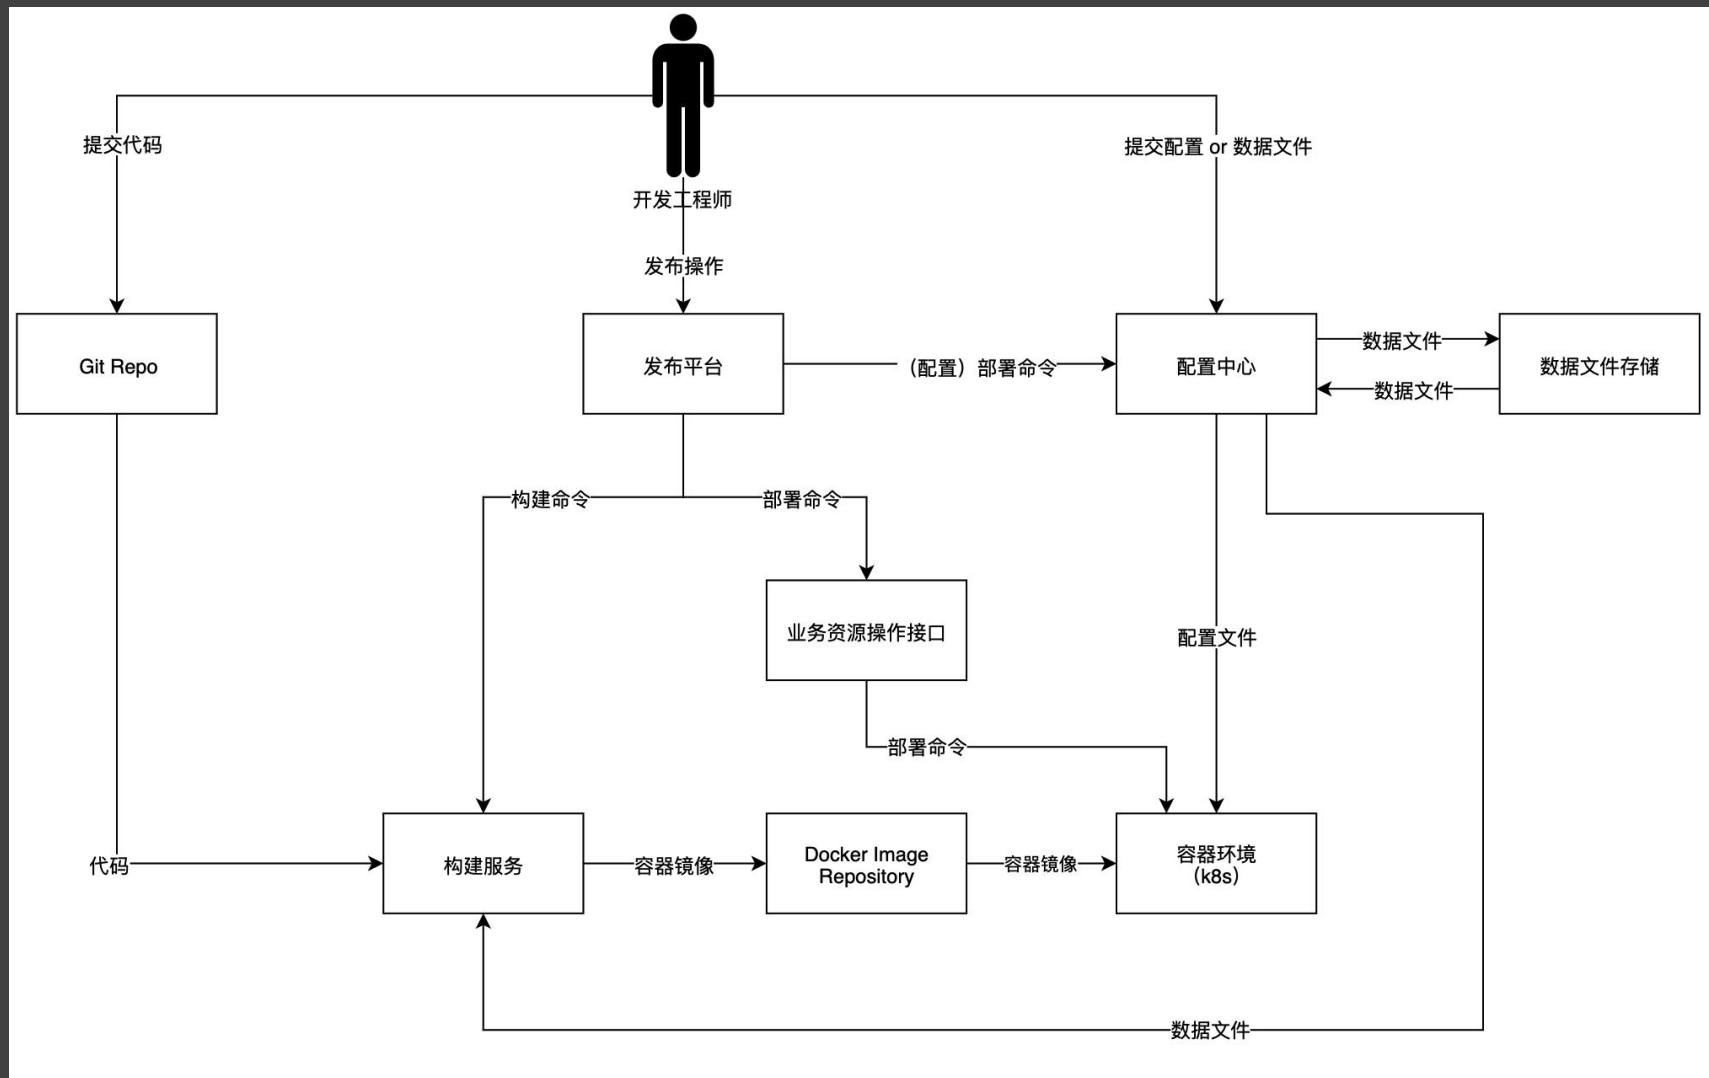 提交代码
提交配置 or 数据文件
开发工程师
发布操作
Git Repo
发布平台
（配置）部署命令
配置中心
数据文件
数据文件
数据文件存储
构建命令
部署命令
业务资源操作接口
配置文件
部署命令
代码
构建服务
容器镜像
Docker Image
Repository
容器镜像
容器环境
（k8s）
数据文件